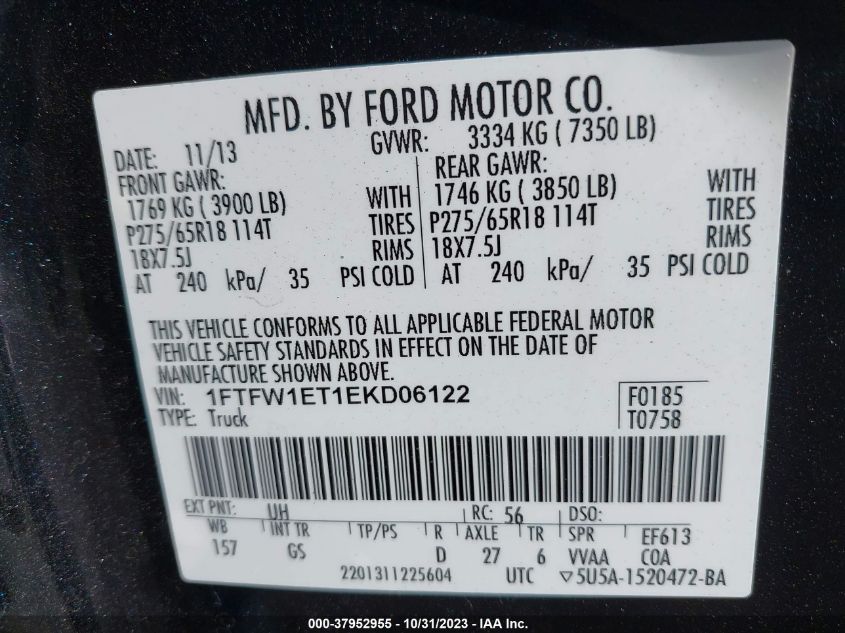 MFD. BY FORD MOTOR CO.
DATE: 11/13 GVWR: 3334 KG ( 7350 LB)
FRONT GAWR: REAR GAWR:
1769 KG ( 3900 LB) WITH 1746 KG ( 3850 LB) WITH
P275/65R18 114T TIRES P275/65R18 114T TIRES
18X7.5J RIMS 18X7.5J RIMS
AT 240 kPa/ 35 PSI COLD AT 240 kPa/ 35 PSI COLD
THIS VEHICLE CONFORMS TO ALL APPLICABLE FEDERAL MOTOR
VEHICLE SAFETY STANDARDS IN EFFECT ON THE DATE OF
MANUFACTURE SHOWN ABOVE.
VIN: 1FTFW1ET1EKD06122 F0185
TYPE: Truck T0758
EXT PNT: UH RC: 56 DSO:
WB INT TR TP/PS R AXLE TR SPR EF613
157 GS D 27 6 VVAA COA
2201311225604 UTC ▽5U5A-1520472-BA
000-37952955 - 10/31/2023 - IAA Inc.